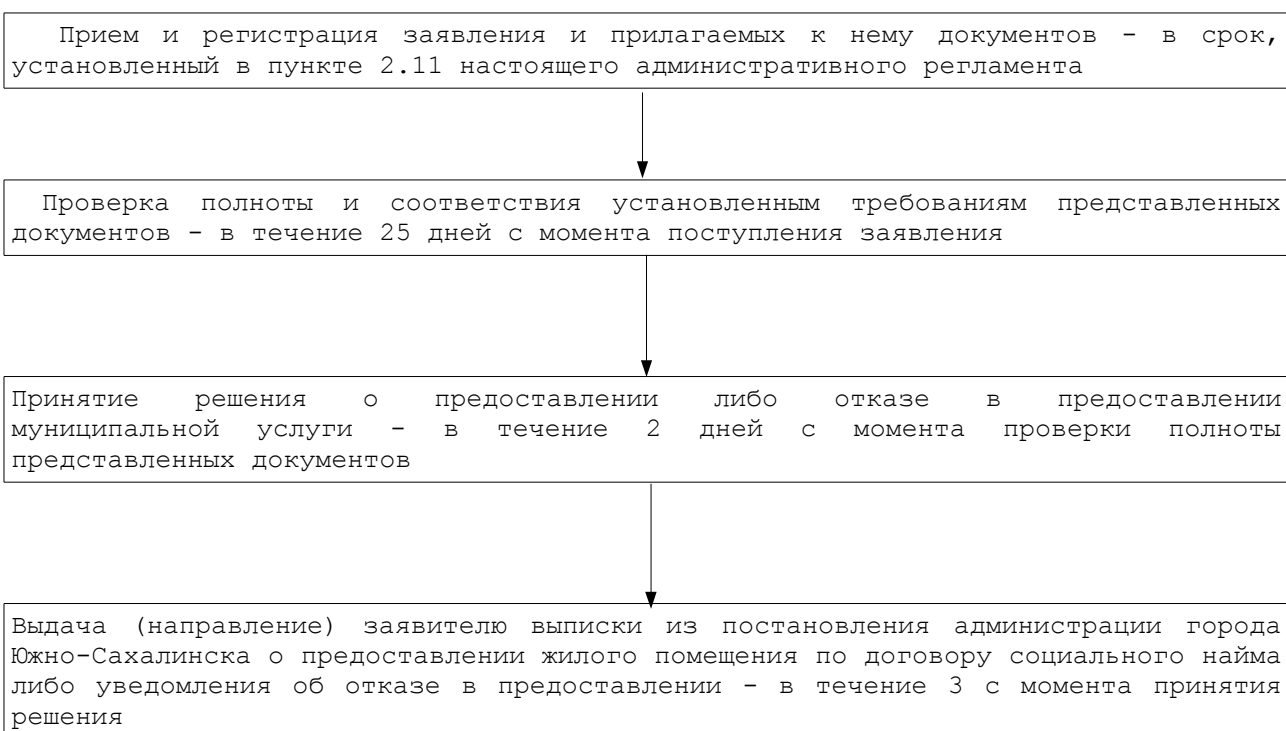 Прием и регистрация заявления и прилагаемых к нему документов - в срок,
установленный в пункте 2.11 настоящего административного регламента
Проверка полноты и соответствия установленным требованиям представленных
документов - в течение 25 дней с момента поступления заявления
Принятие решения о предоставлении либо отказе в предоставлении
муниципальной услуги - в течение 2 дней с момента проверки полноты
представленных документов
Выдача (направление) заявителю выписки из постановления администрации города
Южно-Сахалинска о предоставлении жилого помещения по договору социального найма
либо уведомления об отказе в предоставлении - в течение 3 с момента принятия
решения